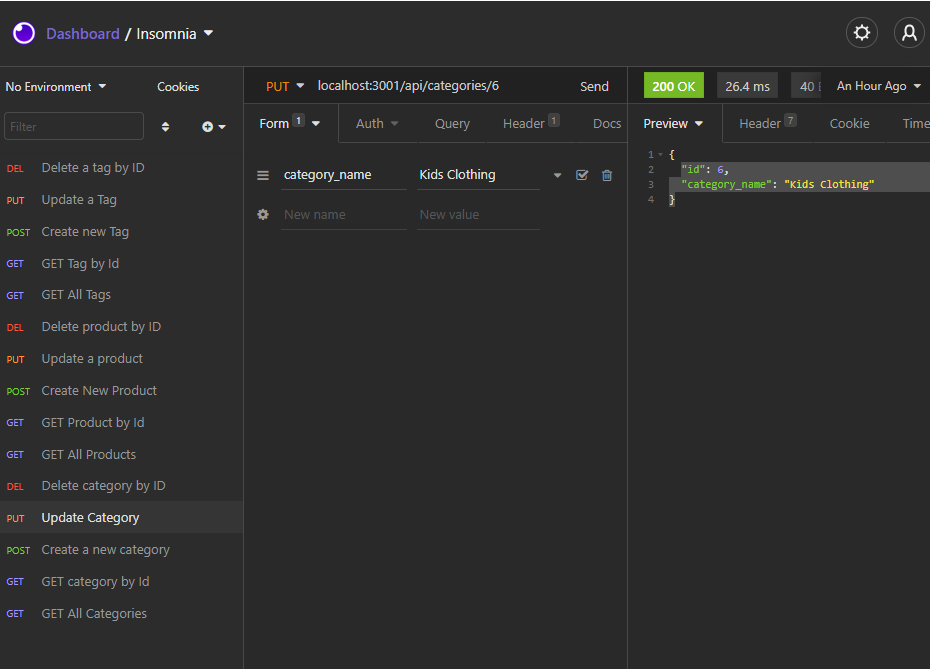 Dashboard / Insomnia
No Environment Cookies
PUT localhost:3001/api/categories/6 Send
200 OK 26.4 ms 40 An Hour Ago
Filter
Form 1 Auth Query Header 1 Docs
Preview Header 7 Cookie Time
DEL Delete a tag by ID
PUT Update a Tag
POST Create new Tag
GET GET Tag by Id
GET GET All Tags
DEL Delete product by ID
PUT Update a product
POST Create New Product
GET GET Product by Id
GET GET All Products
DEL Delete category by ID
PUT Update Category
POST Create a new category
GET GET category by Id
GET GET All Categories
category_name Kids Clothing
New name New value
1 {
2 "id": 6,
3 "category_name": "Kids Clothing"
4 }